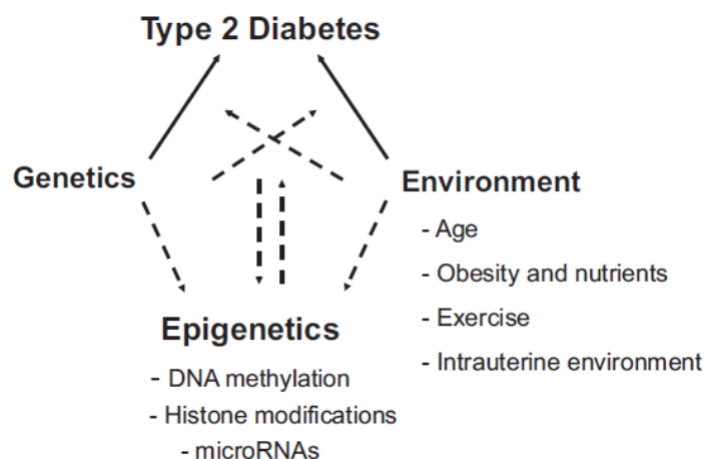 Type 2 Diabetes
Genetics
Environment
- Age
- Obesity and nutrients
- Exercise
- Intrauterine environment
Epigenetics
- DNA methylation
- Histone modifications
- microRNAs